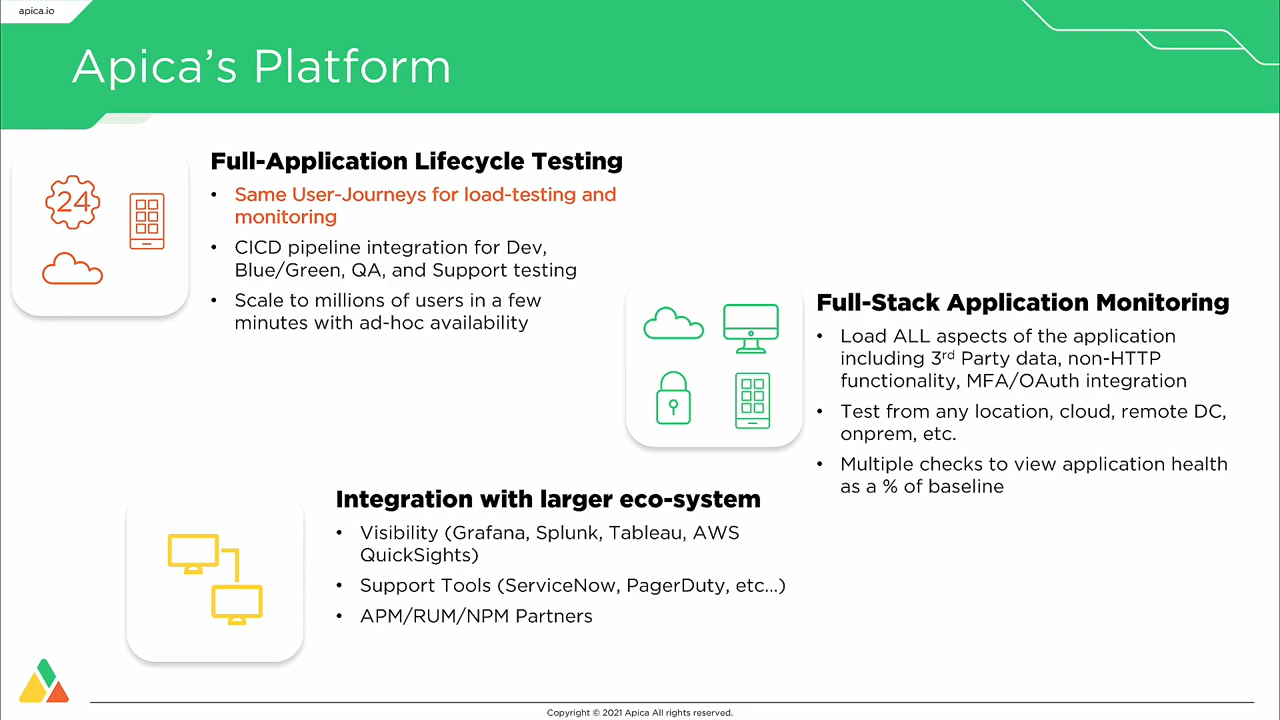 apica.io
Apica's Platform
Full-Application Lifecycle Testing
• Same User-Journeys for load-testing and
monitoring
• CICD pipeline integration for Dev,
Blue/Green, QA, and Support testing
• Scale to millions of users in a few
minutes with ad-hoc availability
24
Full-Stack Application Monitoring
• Load ALL aspects of the application
including 3rd Party data, non-HTTP
functionality, MFA/OAuth integration
• Test from any location, cloud, remote DC,
onprem, etc.
• Multiple checks to view application health
as a % of baseline
Integration with larger eco-system
• Visibility (Grafana, Splunk, Tableau, AWS
QuickSights)
• Support Tools (ServiceNow, PagerDuty, etc...)
• APM/RUM/NPM Partners
Copyright © 2021 Apica All rights reserved.